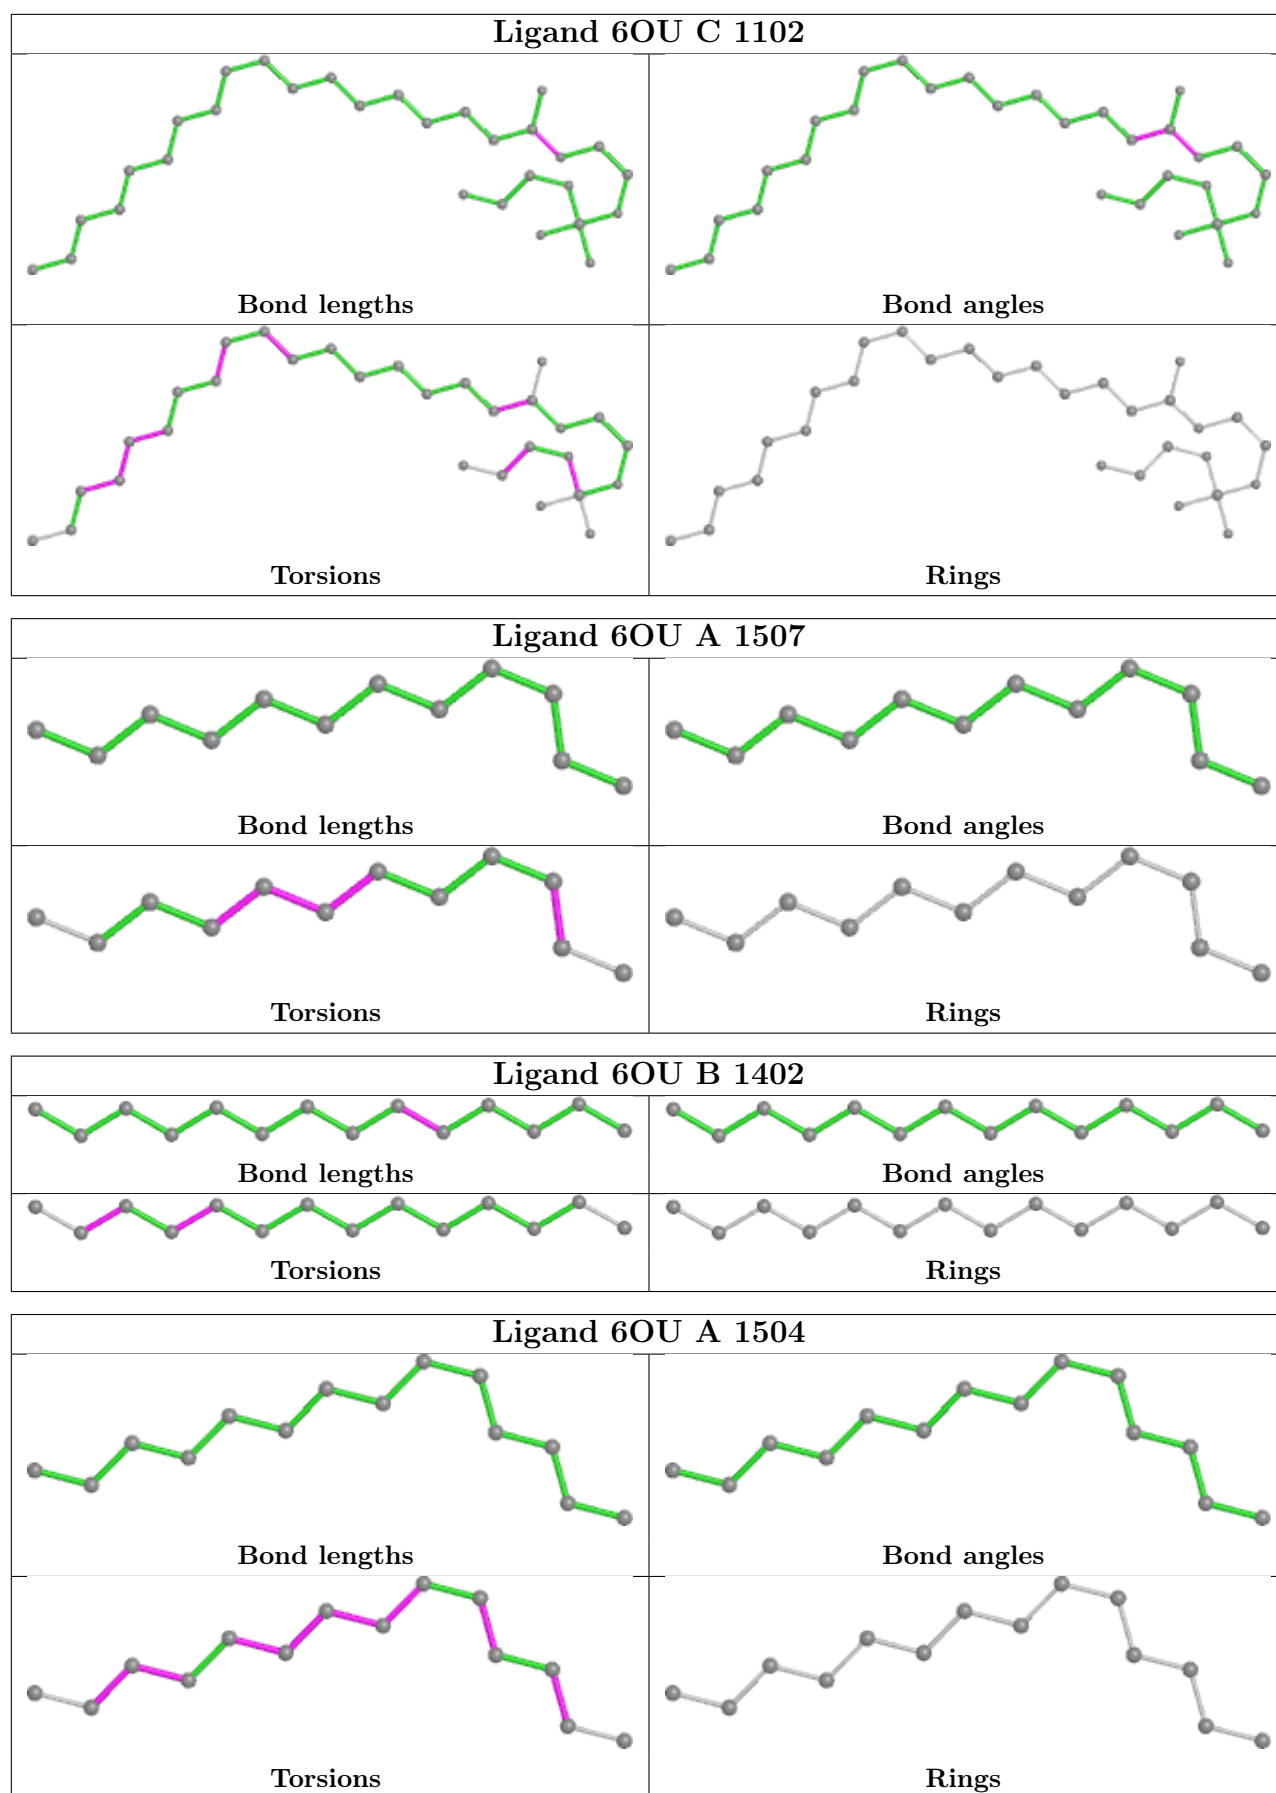 Ligand 6OU C 1102
Bond lengths
Bond angles
Torsions
Rings
Ligand 6OU A 1507
Bond lengths
Bond angles
Torsions
Rings
Ligand 6OU B 1402
Bond lengths
Bond angles
Torsions
Rings
Ligand 6OU A 1504
Bond lengths
Bond angles
Torsions
Rings